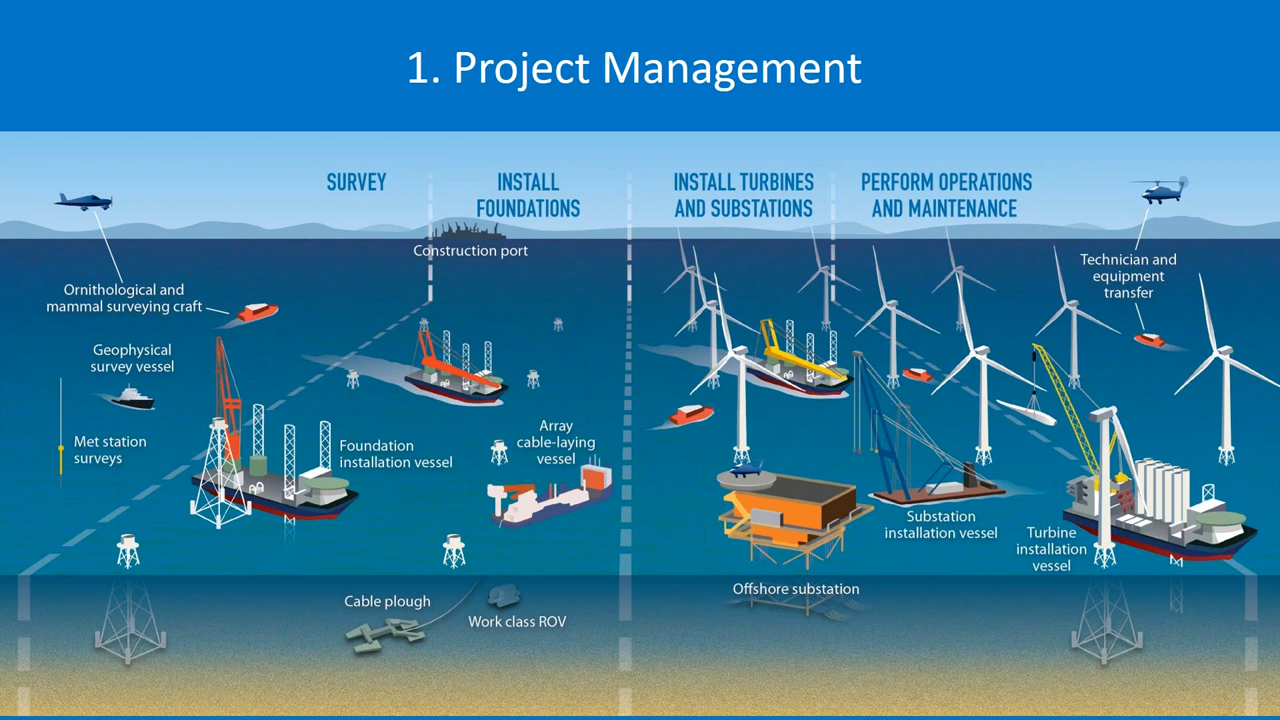 1. Project Management
SURVEY
INSTALL
FOUNDATIONS
INSTALL TURBINES
AND SUBSTATIONS
PERFORM OPERATIONS
AND MAINTENANCE
Construction port
Ornithological and
mammal surveying craft
Technician and
equipment
transfer
Geophysical
survey vessel
Met station
surveys
Foundation
installation vessel
Array
cable-laying
vessel
Substation
installation vessel
Turbine
installation
vessel
Offshore substation
Cable plough
Work class ROV